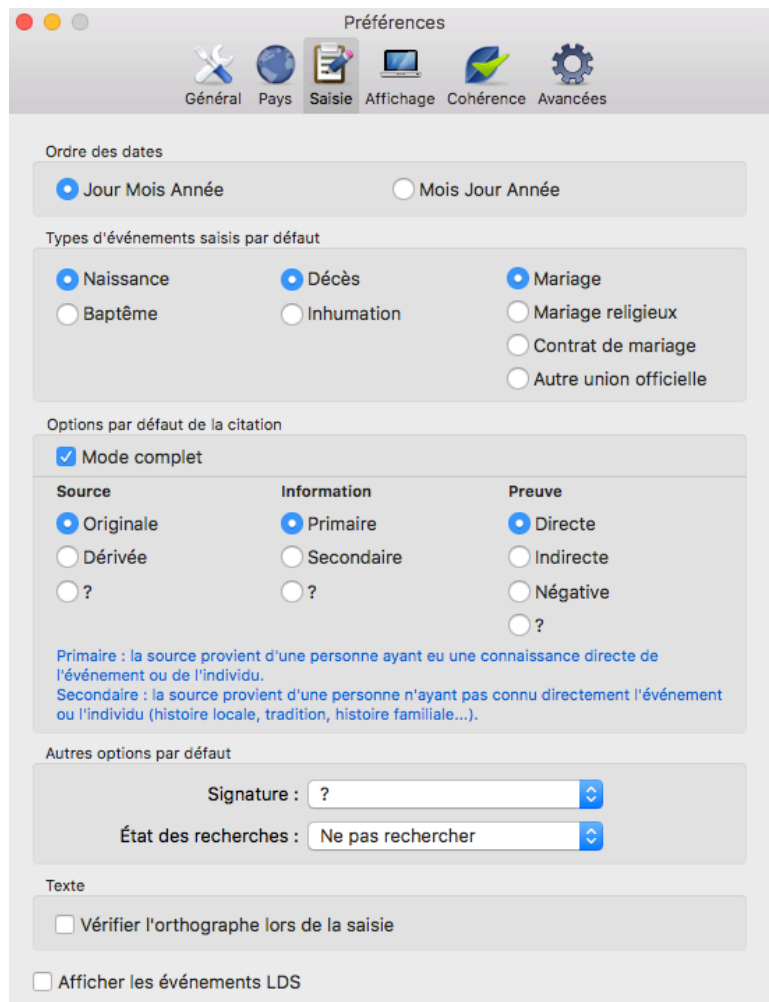 Préférences
Général Pays Saisie Affichage Cohérence Avancées
Ordre des dates
Jour Mois Année Mois Jour Année
Types d'événements saisis par défaut
Naissance Décès Mariage
Baptême Inhumation Mariage religieux
Contrat de mariage
Autre union officielle
Options par défaut de la citation
Mode complet
Source Information Preuve
Originale Primaire Directe
Dérivée Secondaire Indirecte
? ? Négative
?
Primaire : la source provient d'une personne ayant eu une connaissance directe de
l'événement ou de l'individu.
Secondaire : la source provient d'une personne n'ayant pas connu directement l'événement
ou l'individu (histoire locale, tradition, histoire familiale...).
Autres options par défaut
Signature : ?
État des recherches : Ne pas rechercher
Texte
Vérifier l'orthographe lors de la saisie
Afficher les événements LDS